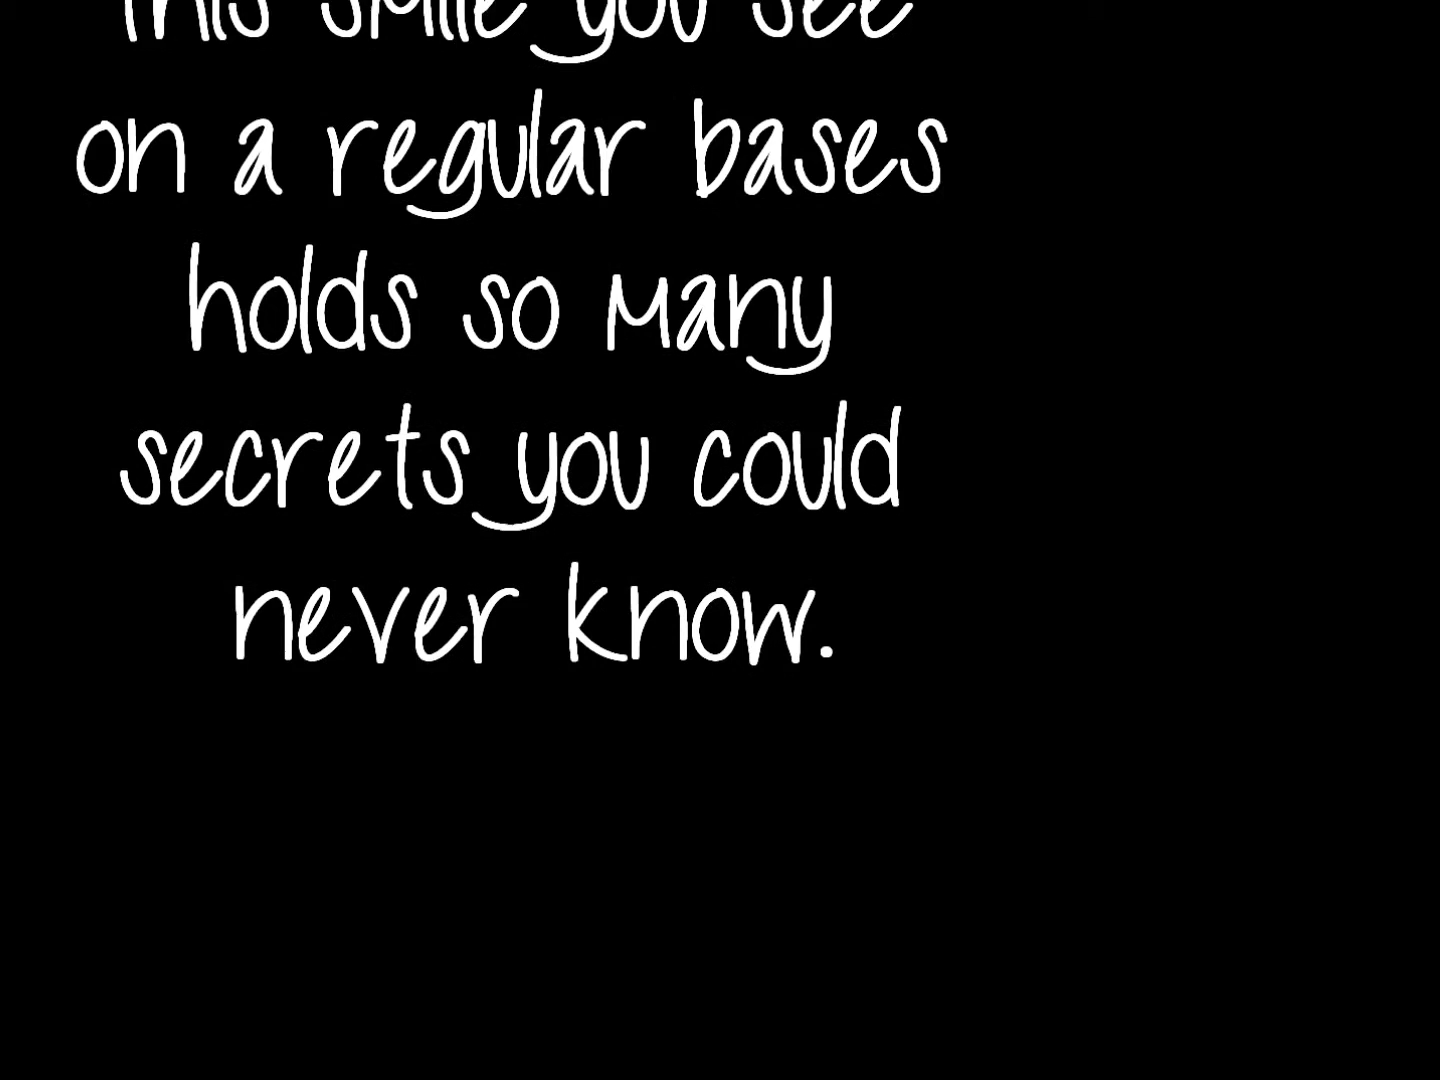 This smile you see
on a regular bases
holds so many
secrets you could
never know.